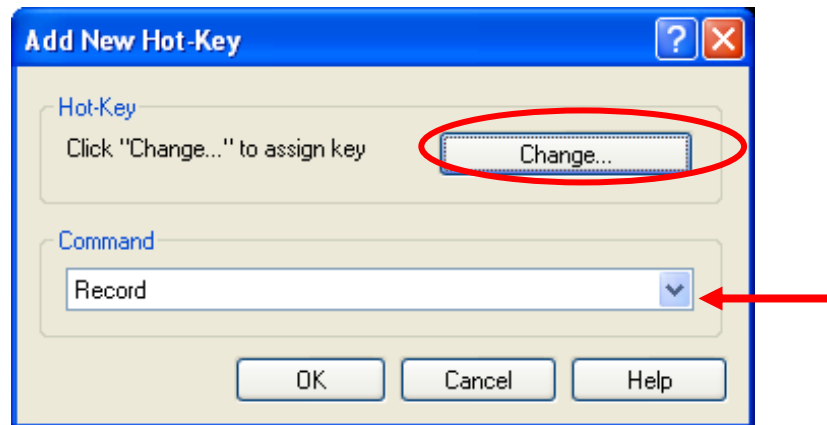 Add New Hot-Key
Hot-Key
Click "Change..." to assign key Change...
Command
Record
OK Cancel Help